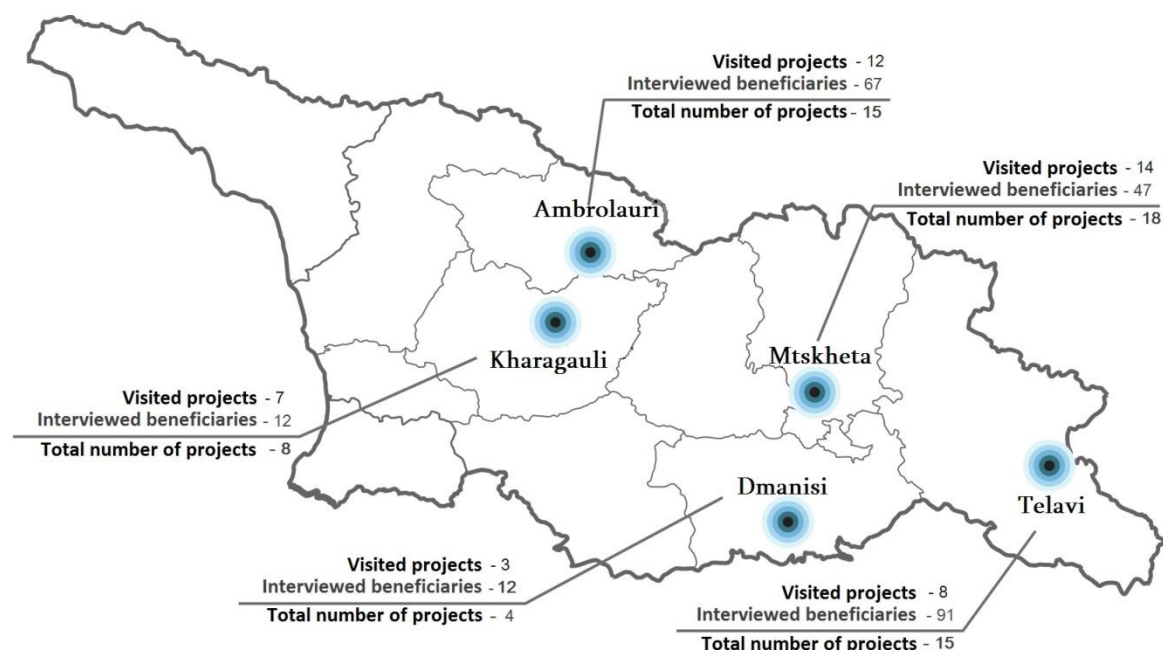 Visited projects - 12
Interviewed beneficiaries - 67
Total number of projects - 15
Visited projects - 14
Interviewed beneficiaries - 47
Total number of projects - 18
Ambrolauri
Kharagauli
Mtskheta
Visited projects - 7
Interviewed beneficiaries - 12
Total number of projects - 8
Dmanisi
Telavi
Visited projects - 3
Interviewed beneficiaries - 12
Total number of projects - 4
Visited projects - 8
Interviewed beneficiaries - 91
Total number of projects - 15